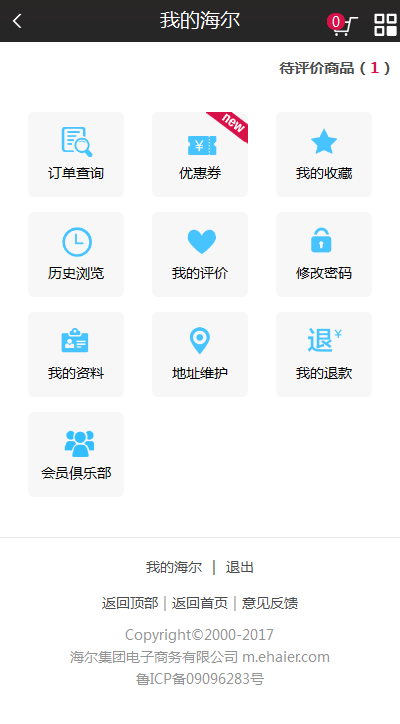 我的海尔
0
待评价商品（1）
new
订单查询 ¥ 优惠券 我的收藏
历史浏览 我的评价 修改密码
退¥
我的资料 地址维护 我的退款
会员俱乐部
我的海尔 | 退出
返回顶部 | 返回首页 | 意见反馈
Copyright©2000-2017
海尔集团电子商务有限公司 m.ehaier.com
鲁ICP备09096283号